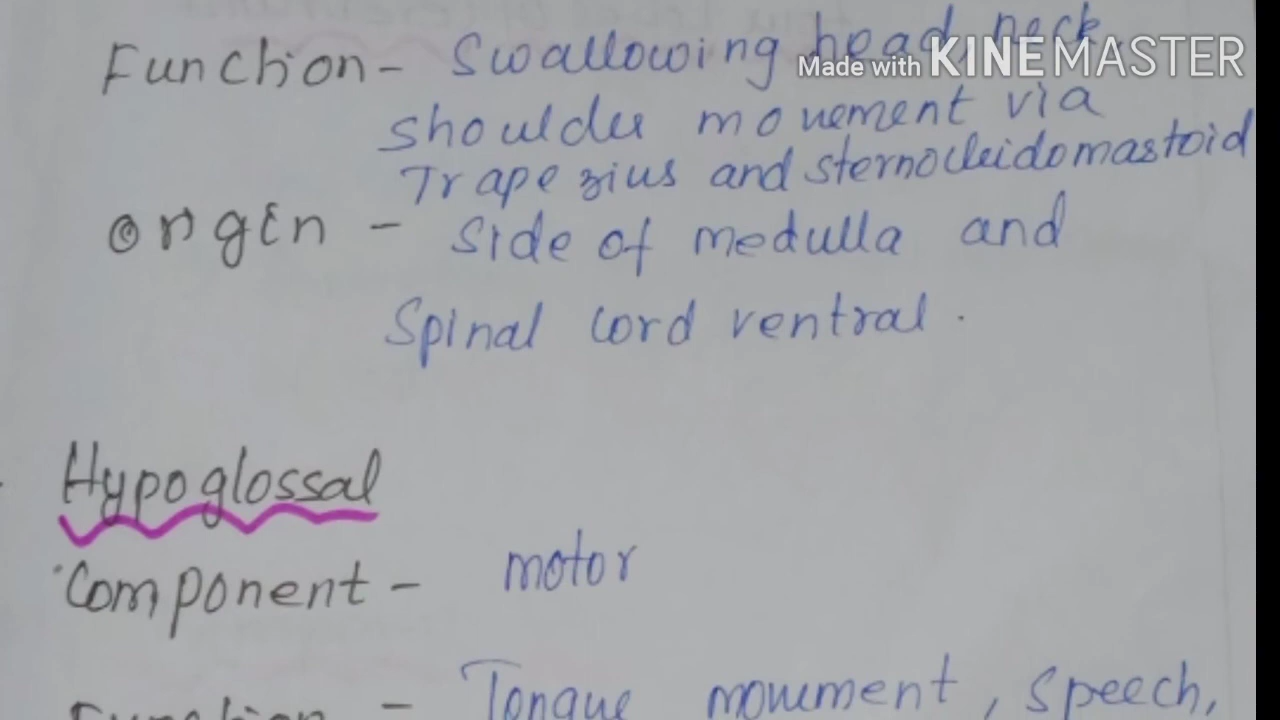 Function - Swallowing head, neck
Made with KINEMASTER
shoulder movement via
Trapezius and sternocleidomastoid
Origin - Side of medulla and
Spinal cord ventral.
Hypoglossal
Component - motor
Function - Tongue movement, speech,